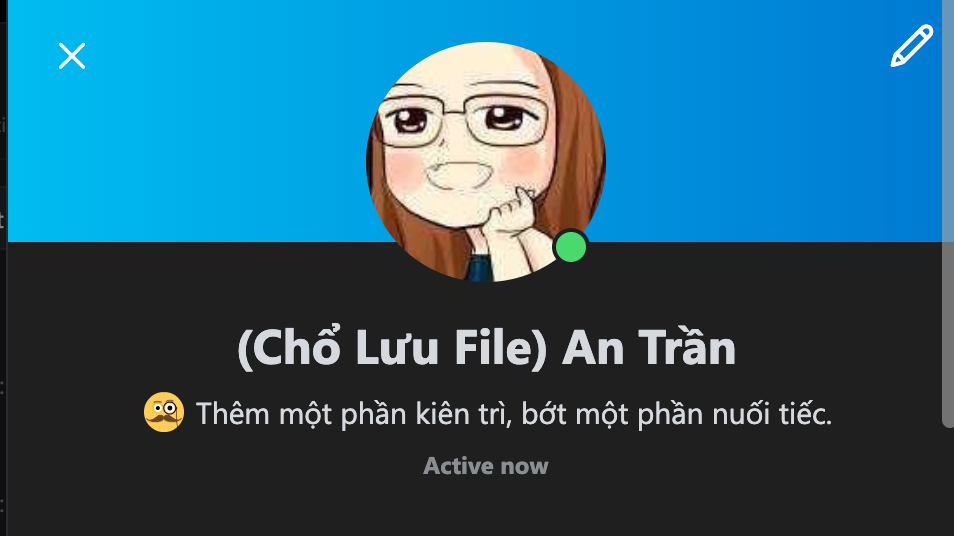 (Chổ Lưu File) An Trần
Thêm một phần kiên trì, bớt một phần nuối tiếc.
Active now